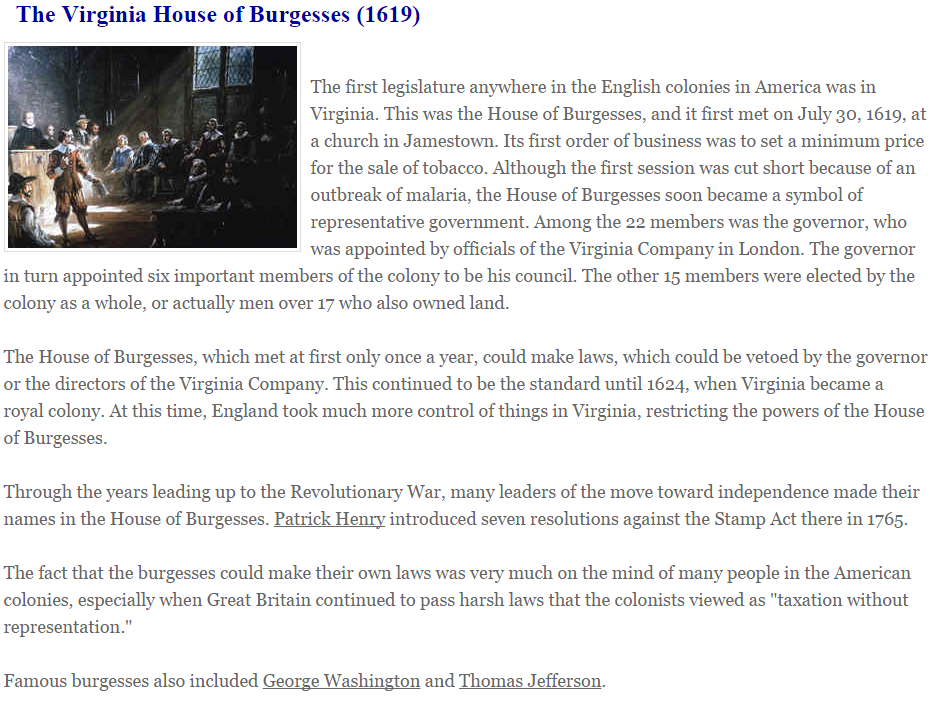 The Virginia House of Burgesses (1619)
The first legislature anywhere in the English colonies in America was in
Virginia. This was the House of Burgesses, and it first met on July 30, 1619, at
a church in Jamestown. Its first order of business was to set a minimum price
for the sale of tobacco. Although the first session was cut short because of an
outbreak of malaria, the House of Burgesses soon became a symbol of
representative government. Among the 22 members was the governor, who
was appointed by officials of the Virginia Company in London. The governor
in turn appointed six important members of the colony to be his council. The other 15 members were elected by the
colony as a whole, or actually men over 17 who also owned land.
The House of Burgesses, which met at first only once a year, could make laws, which could be vetoed by the governor
or the directors of the Virginia Company. This continued to be the standard until 1624, when Virginia became a
royal colony. At this time, England took much more control of things in Virginia, restricting the powers of the House
of Burgesses.
Through the years leading up to the Revolutionary War, many leaders of the move toward independence made their
names in the House of Burgesses. Patrick Henry introduced seven resolutions against the Stamp Act there in 1765.
The fact that the burgesses could make their own laws was very much on the mind of many people in the American
colonies, especially when Great Britain continued to pass harsh laws that the colonists viewed as "taxation without
representation."
Famous burgesses also included George Washington and Thomas Jefferson.